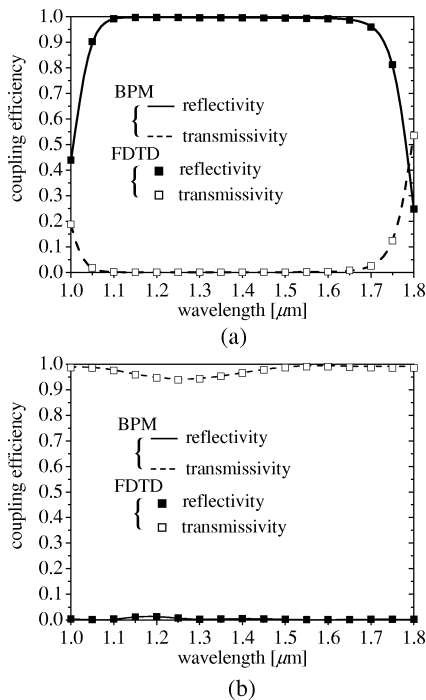 1.0
0.9
0.8
0.7
0.6
0.5
0.4
0.3
0.2
0.1
0.0
coupling efficiency
BPM
{
reflectivity
transmissivity
FDTD
{
reflectivity
transmissivity
1.0 1.1 1.2 1.3 1.4 1.5 1.6 1.7 1.8
wavelength [μm]
(a)
1.0
0.9
0.8
0.7
0.6
0.5
0.4
0.3
0.2
0.1
0.0
coupling efficiency
BPM
{
reflectivity
transmissivity
FDTD
{
reflectivity
transmissivity
1.0 1.1 1.2 1.3 1.4 1.5 1.6 1.7 1.8
wavelength [μm]
(b)